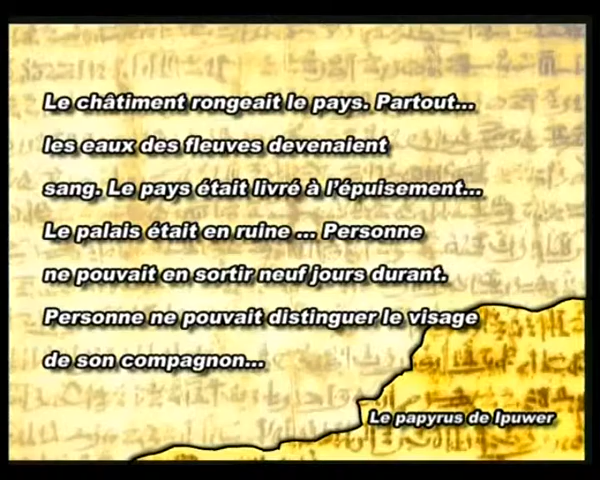 Le châtiment rongeait le pays. Partout...
les eaux des fleuves devenaient
sang. Le pays était livré à l'épuisement...
Le palais était en ruine ... Personne
ne pouvait en sortir neuf jours durant.
Personne ne pouvait distinguer le visage
de son compagnon...
Le papyrus de Ipuwer